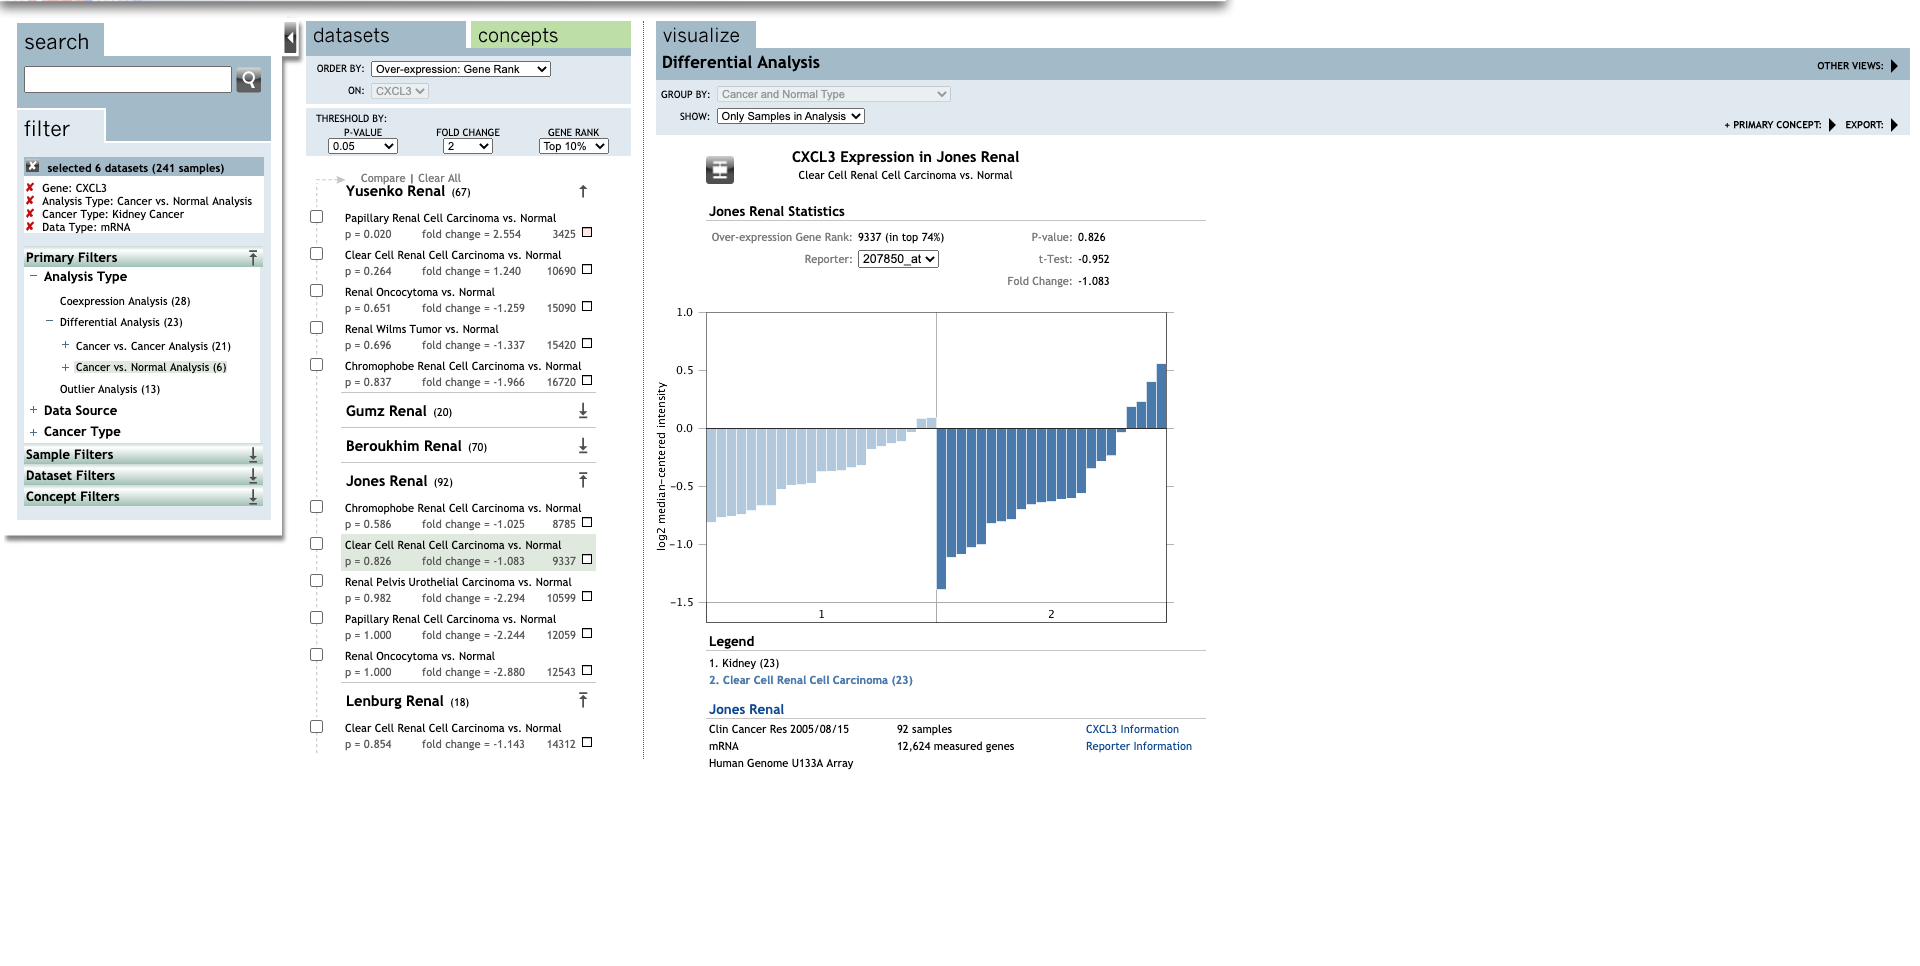 search
filter
selected 6 datasets (241 samples)
Gene: CXCL3
Analysis Type: Cancer vs. Normal Analysis
Cancer Type: Kidney Cancer
Data Type: mRNA
Primary Filters
Analysis Type
Coexpression Analysis (28)
Differential Analysis (23)
Cancer vs. Cancer Analysis (21)
Cancer vs. Normal Analysis (6)
Outlier Analysis (13)
Data Source
Cancer Type
Sample Filters
Dataset Filters
Concept Filters
datasets concepts
ORDER BY: Over-expression: Gene Rank
ON: CXCL3
THRESHOLD BY:
P-VALUE FOLD CHANGE GENE RANK
0.05 2 Top 10%
Compare | Clear All
Yusenko Renal (67)
Papillary Renal Cell Carcinoma vs. Normal
p = 0.020 fold change = 2.554 3425
Clear Cell Renal Cell Carcinoma vs. Normal
p = 0.264 fold change = 1.240 10690
Renal Oncocytoma vs. Normal
p = 0.651 fold change = -1.259 15090
Renal Wilms Tumor vs. Normal
p = 0.696 fold change = -1.337 15420
Chromophobe Renal Cell Carcinoma vs. Normal
p = 0.837 fold change = -1.966 16720
Gumz Renal (20)
Beroukhim Renal (70)
Jones Renal (92)
Chromophobe Renal Cell Carcinoma vs. Normal
p = 0.586 fold change = -1.025 8785
Clear Cell Renal Cell Carcinoma vs. Normal
p = 0.826 fold change = -1.083 9337
Renal Pelvis Urothelial Carcinoma vs. Normal
p = 0.982 fold change = -2.294 10599
Papillary Renal Cell Carcinoma vs. Normal
p = 1.000 fold change = -2.244 12059
Renal Oncocytoma vs. Normal
p = 1.000 fold change = -2.880 12543
Lenburg Renal (18)
Clear Cell Renal Cell Carcinoma vs. Normal
p = 0.854 fold change = -1.143 14312
visualize
Differential Analysis
OTHER VIEWS:
GROUP BY: Cancer and Normal Type
SHOW: Only Samples in Analysis
+ PRIMARY CONCEPT: EXPORT:
CXCL3 Expression in Jones Renal
Clear Cell Renal Cell Carcinoma vs. Normal
Jones Renal Statistics
Over-expression Gene Rank: 9337 (in top 74%) P-value: 0.826
Reporter: 207850_at t-Test: -0.952
Fold Change: -1.083
log2 median-centered intensity
1.0
0.5
0.0
-0.5
-1.0
-1.5
1 2
Legend
1. Kidney (23)
2. Clear Cell Renal Cell Carcinoma (23)
Jones Renal
Clin Cancer Res 2005/08/15 92 samples CXCL3 Information
mRNA 12,624 measured genes Reporter Information
Human Genome U133A Array